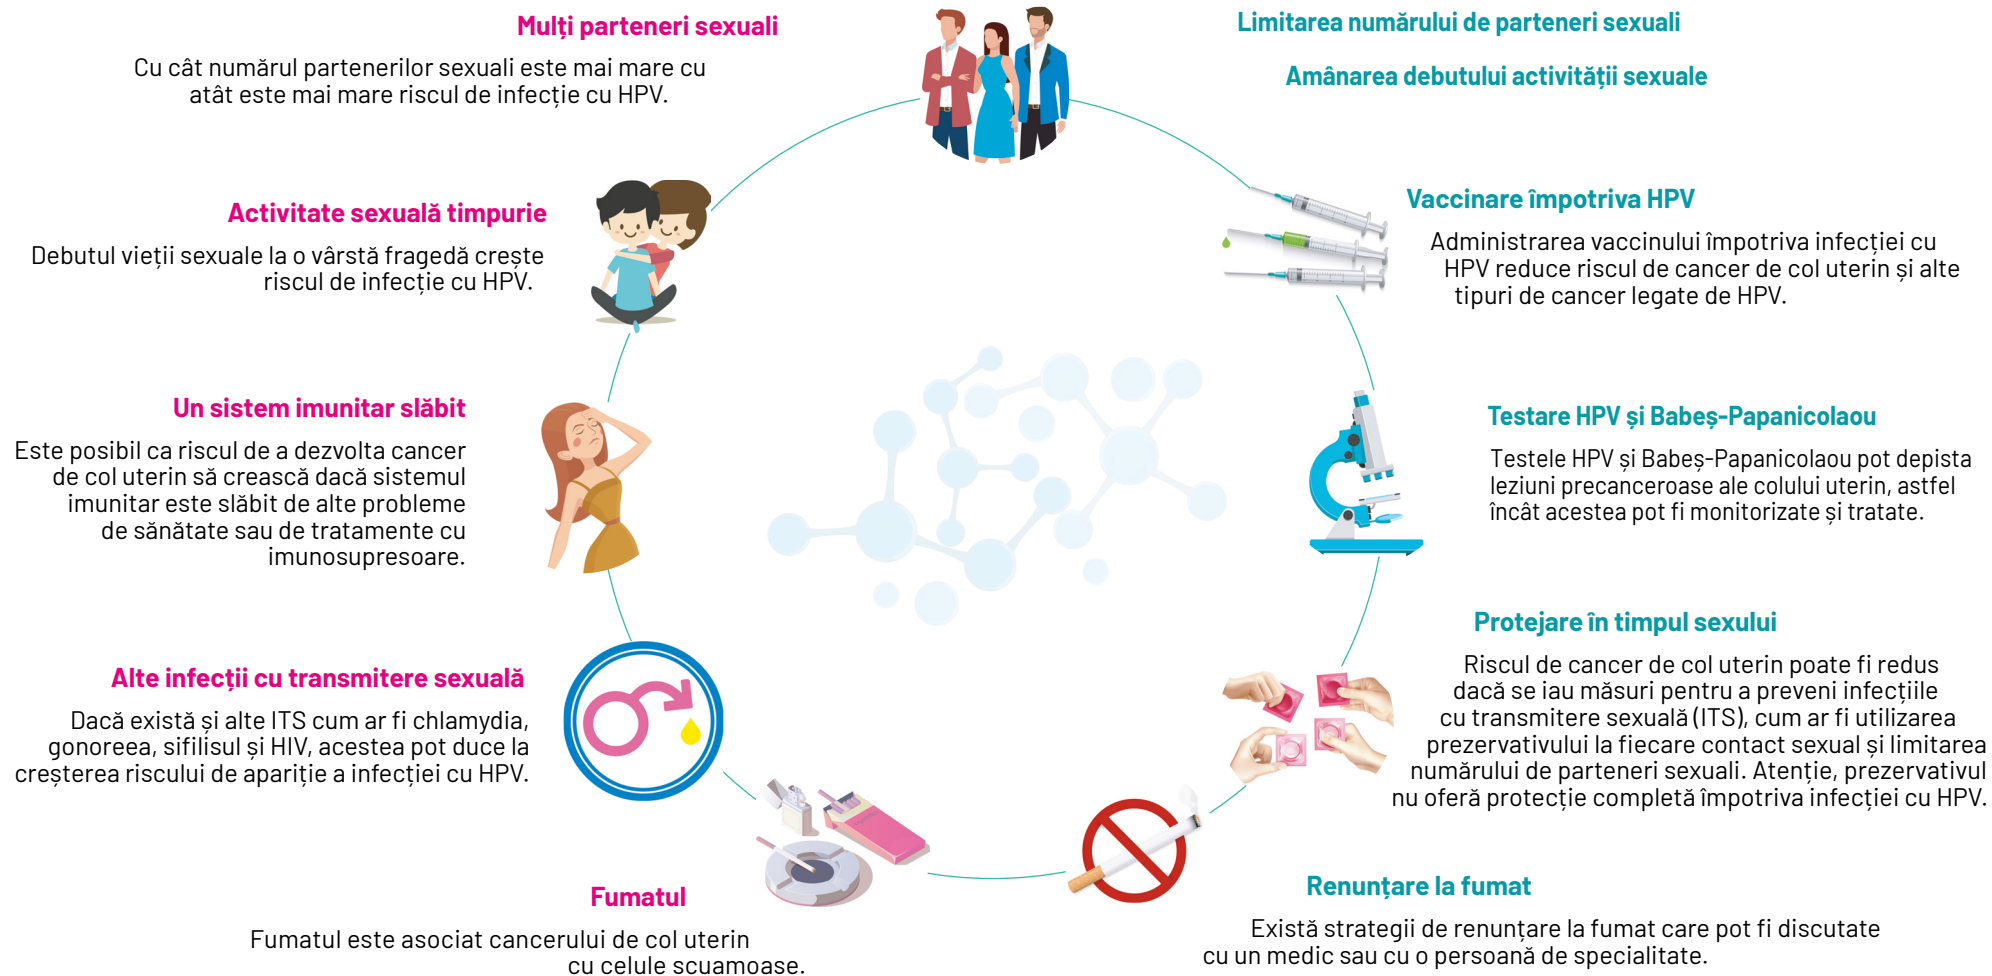 Mulți parteneri sexuali
Cu cât numărul partenerilor sexuali este mai mare cu
atât este mai mare riscul de infecție cu HPV.
Activitate sexuală timpurie
Debutul vieții sexuale la o vârstă fragedă crește
riscul de infecție cu HPV.
Un sistem imunitar slăbit
Este posibil ca riscul de a dezvolta cancer
de col uterin să crească dacă sistemul
imunitar este slăbit de alte probleme
de sănătate sau de tratamente cu
imunosupresoare.
Alte infecții cu transmitere sexuală
Dacă există și alte ITS cum ar fi chlamydia,
gonoreea, sifilisul și HIV, acestea pot duce la
creșterea riscului de apariție a infecției cu HPV.
Fumatul
Fumatul este asociat cancerului de col uterin
cu celule scuamoase.
Limitarea numărului de parteneri sexuali
Amânarea debutului activității sexuale
Vaccinare împotriva HPV
Administrarea vaccinului împotriva infecției cu
HPV reduce riscul de cancer de col uterin și alte
tipuri de cancer legate de HPV.
Testare HPV și Babeș-Papanicolaou
Testele HPV și Babeș-Papanicolaou pot depista
leziuni precanceroase ale colului uterin, astfel
încât acestea pot fi monitorizate și tratate.
Protejare în timpul sexului
Riscul de cancer de col uterin poate fi redus
dacă se iau măsuri pentru a preveni infecțiile
cu transmitere sexuală (ITS), cum ar fi utilizarea
prezervativului la fiecare contact sexual și limitarea
numărului de parteneri sexuali. Atenție, prezervativul
nu oferă protecție completă împotriva infecției cu HPV.
Renunțare la fumat
Există strategii de renunțare la fumat care pot fi discutate
cu un medic sau cu o persoană de specialitate.